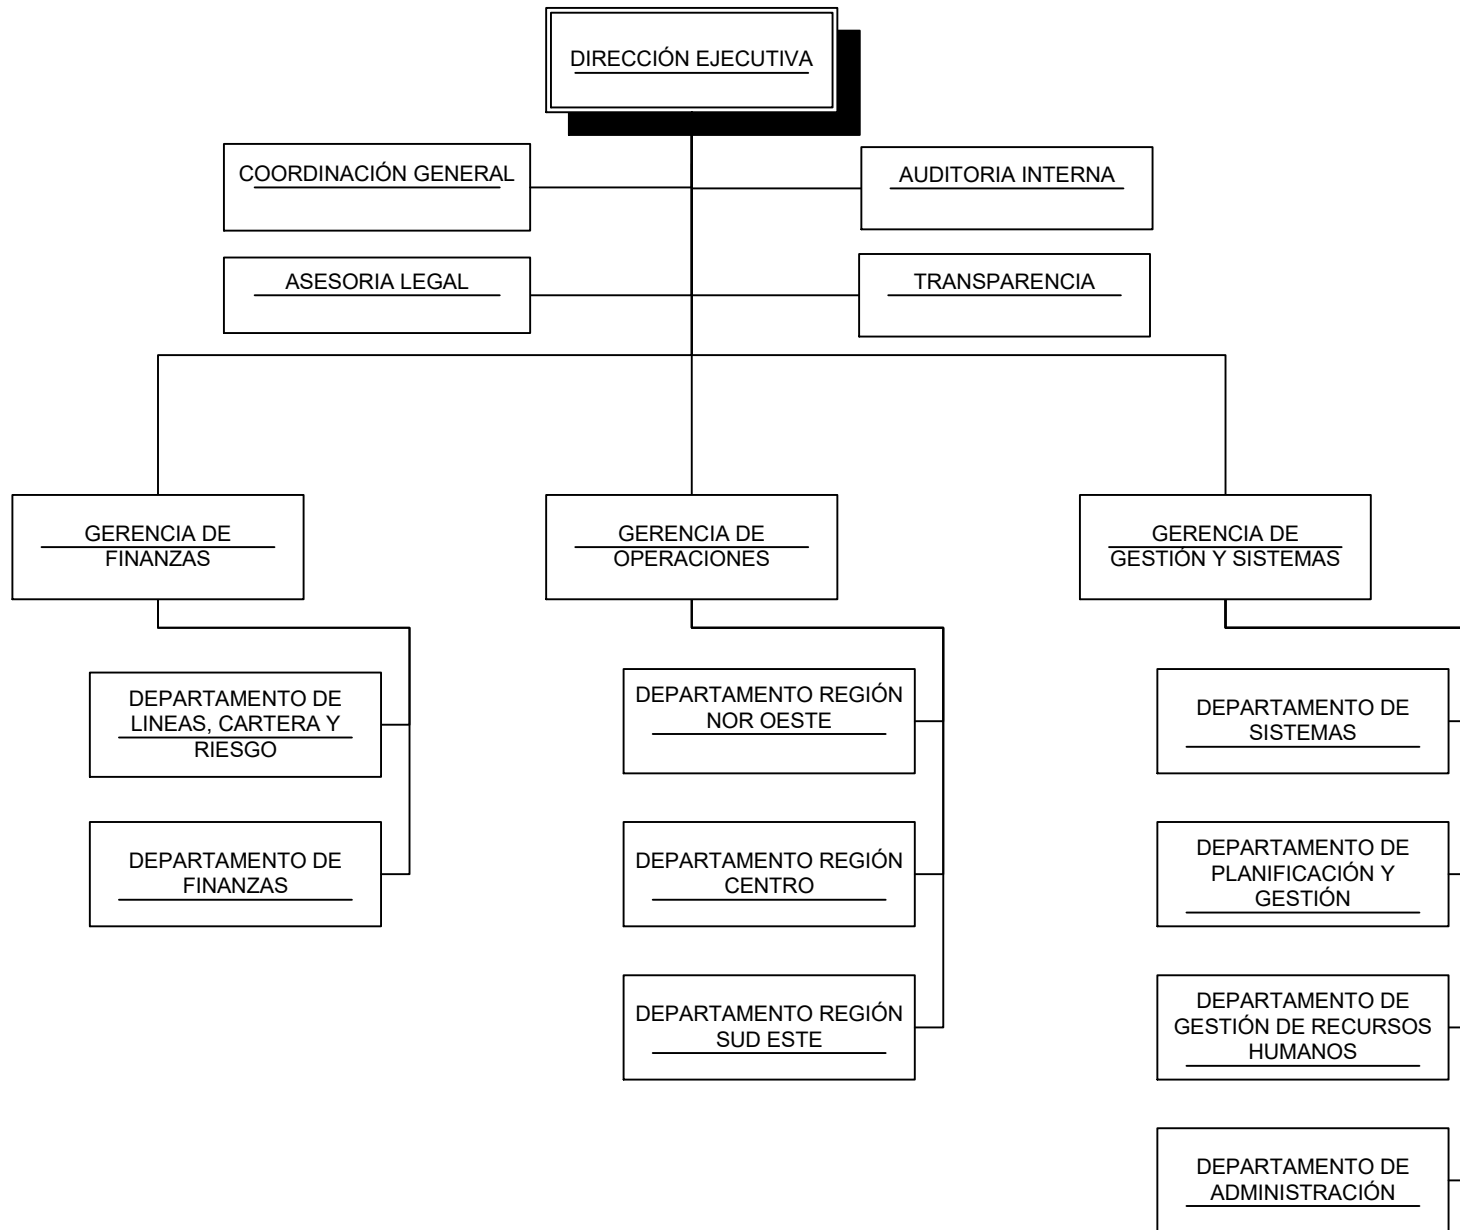 DIRECCIÓN EJECUTIVA
COORDINACIÓN GENERAL
AUDITORIA INTERNA
ASESORIA LEGAL
TRANSPARENCIA
GERENCIA DE
FINANZAS
GERENCIA DE
OPERACIONES
GERENCIA DE
GESTIÓN Y SISTEMAS
DEPARTAMENTO DE
LINEAS, CARTERA Y
RIESGO
DEPARTAMENTO DE
FINANZAS
DEPARTAMENTO REGIÓN
NOR OESTE
DEPARTAMENTO REGIÓN
CENTRO
DEPARTAMENTO REGIÓN
SUD ESTE
DEPARTAMENTO DE
SISTEMAS
DEPARTAMENTO DE
PLANIFICACIÓN Y
GESTIÓN
DEPARTAMENTO DE
GESTIÓN DE RECURSOS
HUMANOS
DEPARTAMENTO DE
ADMINISTRACIÓN